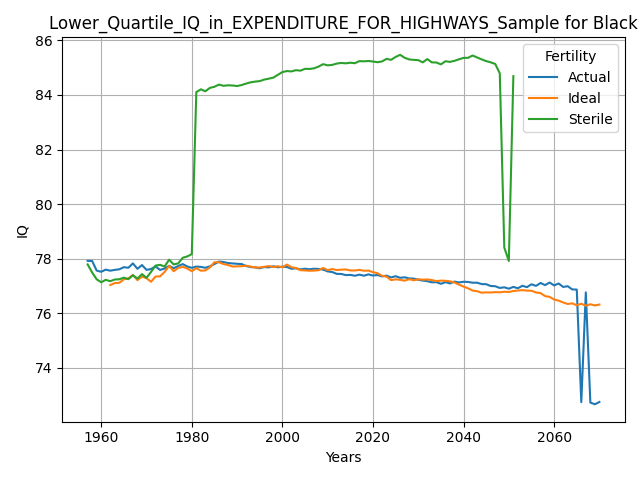 Lower_Quartile_IQ_in_EXPENDITURE_FOR_HIGHWAYS_Sample for Black
86
84
82
80
78
76
74
IQ
1960
1980
2000
2020
2040
2060
Years
Fertility
Actual
Ideal
Sterile